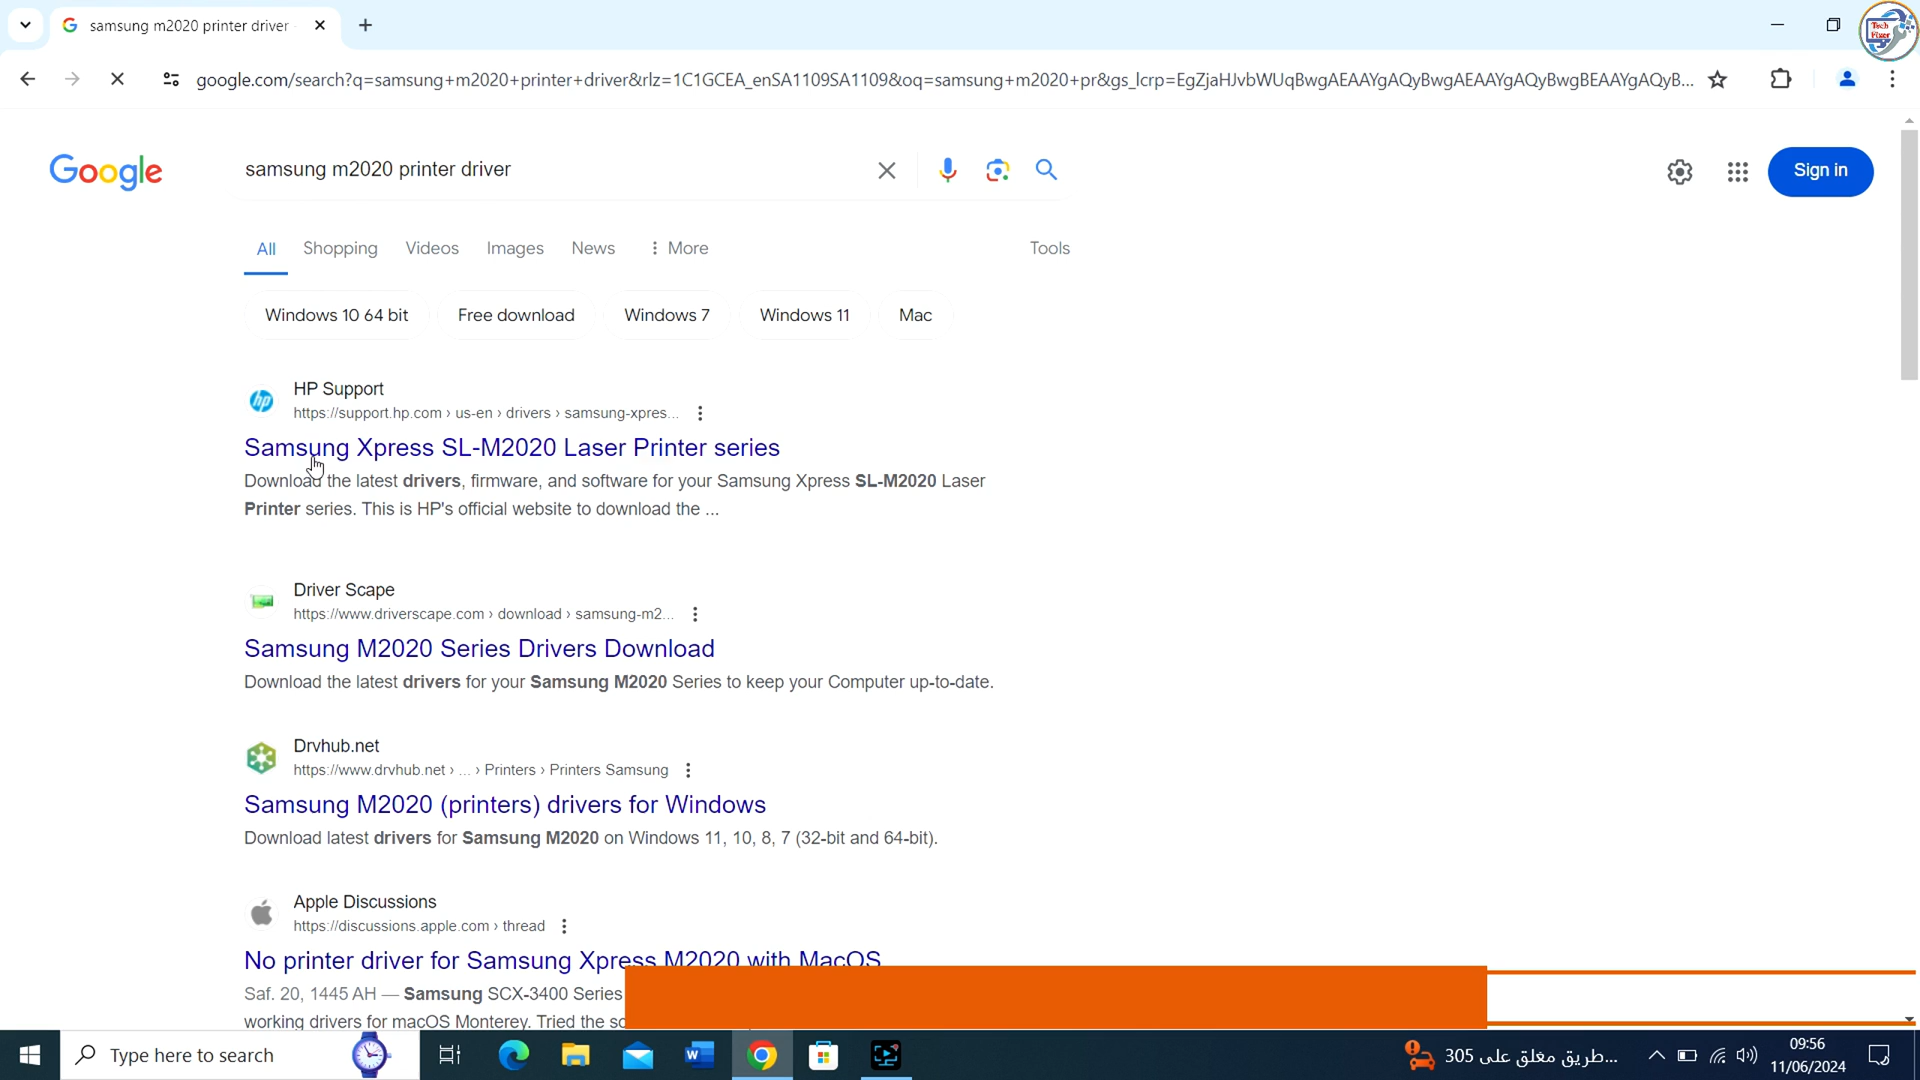 samsung m2020 printer driver
google.com/search?q=samsung+m2020+printer+driver&rlz=1C1GCEA_enSA1109SA1109&oq=samsung+m2020+pr&gs_lcrp=EgZjaHJvbWUqBwgAEAAYgAQyBwgAEAAYgAQyBwgBEAAYgAQyB...
Tech
Fixer
Google
samsung m2020 printer driver
Sign in
All Shopping Videos Images News More Tools
Windows 10 64 bit Free download Windows 7 Windows 11 Mac
hp
HP Support
https://support.hp.com › us-en › drivers › samsung-xpres...
Samsung Xpress SL-M2020 Laser Printer series
Download the latest drivers, firmware, and software for your Samsung Xpress SL-M2020 Laser
Printer series. This is HP's official website to download the ...
Driver Scape
https://www.driverscape.com › download › samsung-m2...
Samsung M2020 Series Drivers Download
Download the latest drivers for your Samsung M2020 Series to keep your Computer up-to-date.
Drvhub.net
https://www.drvhub.net › ... › Printers › Printers Samsung
Samsung M2020 (printers) drivers for Windows
Download latest drivers for Samsung M2020 on Windows 11, 10, 8, 7 (32-bit and 64-bit).
Apple Discussions
https://discussions.apple.com › thread
No printer driver for Samsung Xpress M2020 with MacOS
Saf. 20, 1445 AH — Samsung SCX-3400 Series
working drivers for macOS Monterey. Tried the
Type here to search
طريق مغلق على 305...
09:56
11/06/2024